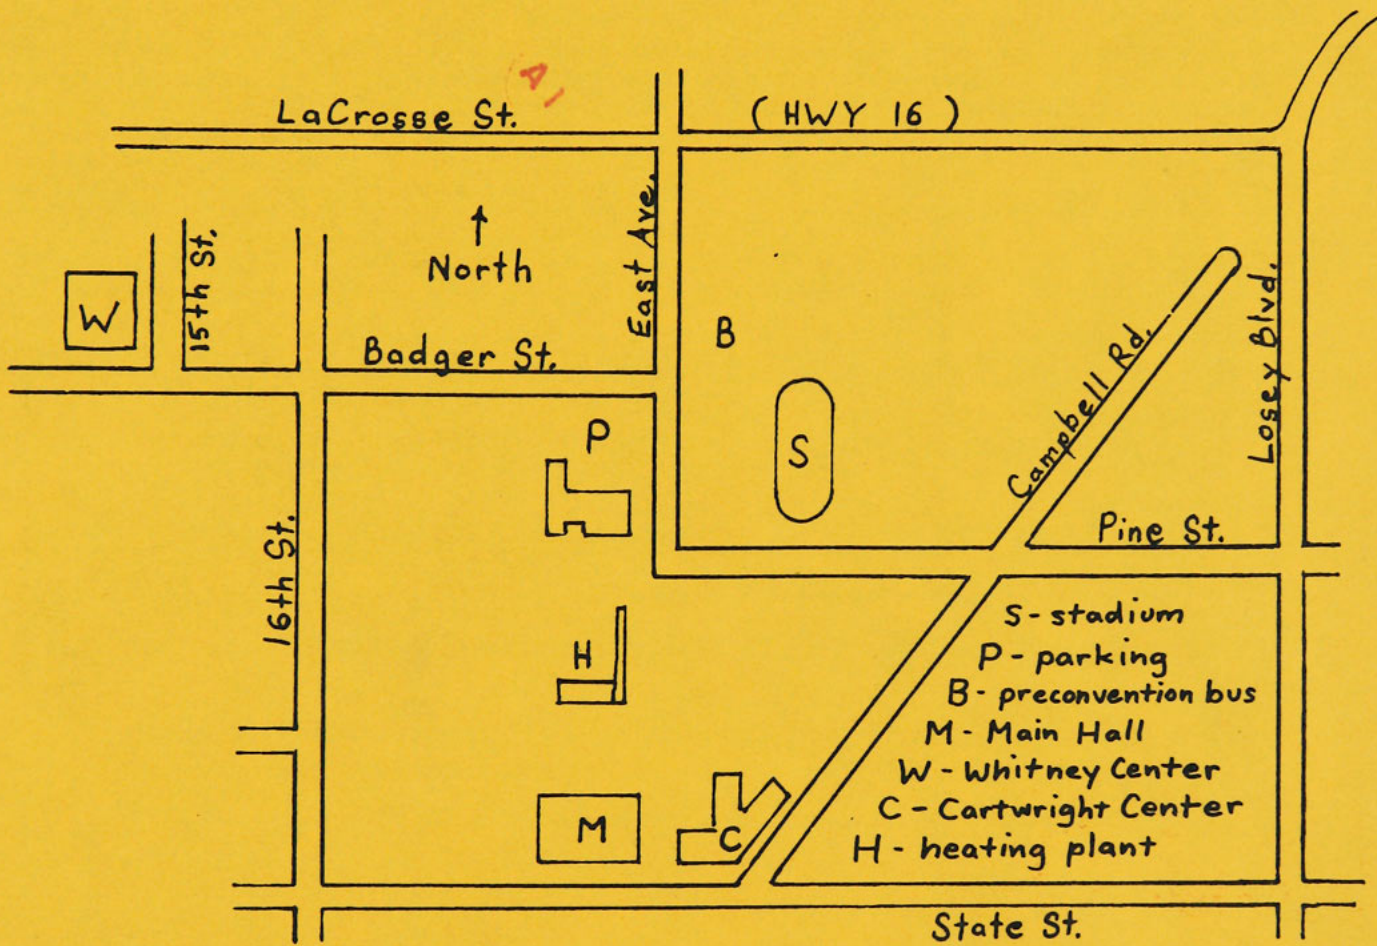 A1
LaCrosse St.
(HWY 16)
North
East Ave.
15th St.
W
Badger St.
B
Campbell Rd.
Losey Blvd.
P
S
Pine St.
16th St.
H
S - stadium
P - parking
B - preconvention bus
M - Main Hall
W - Whitney Center
C - Cartwright Center
H - heating plant
M
C
State St.